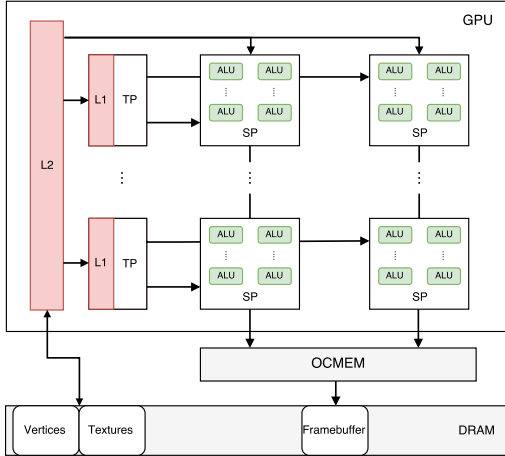 GPU
L2
L1 TP
ALU ALU
ALU ALU
SP
ALU ALU
ALU ALU
SP
L1 TP
ALU ALU
ALU ALU
SP
ALU ALU
ALU ALU
SP
OCMEM
Vertices
Textures
Framebuffer
DRAM